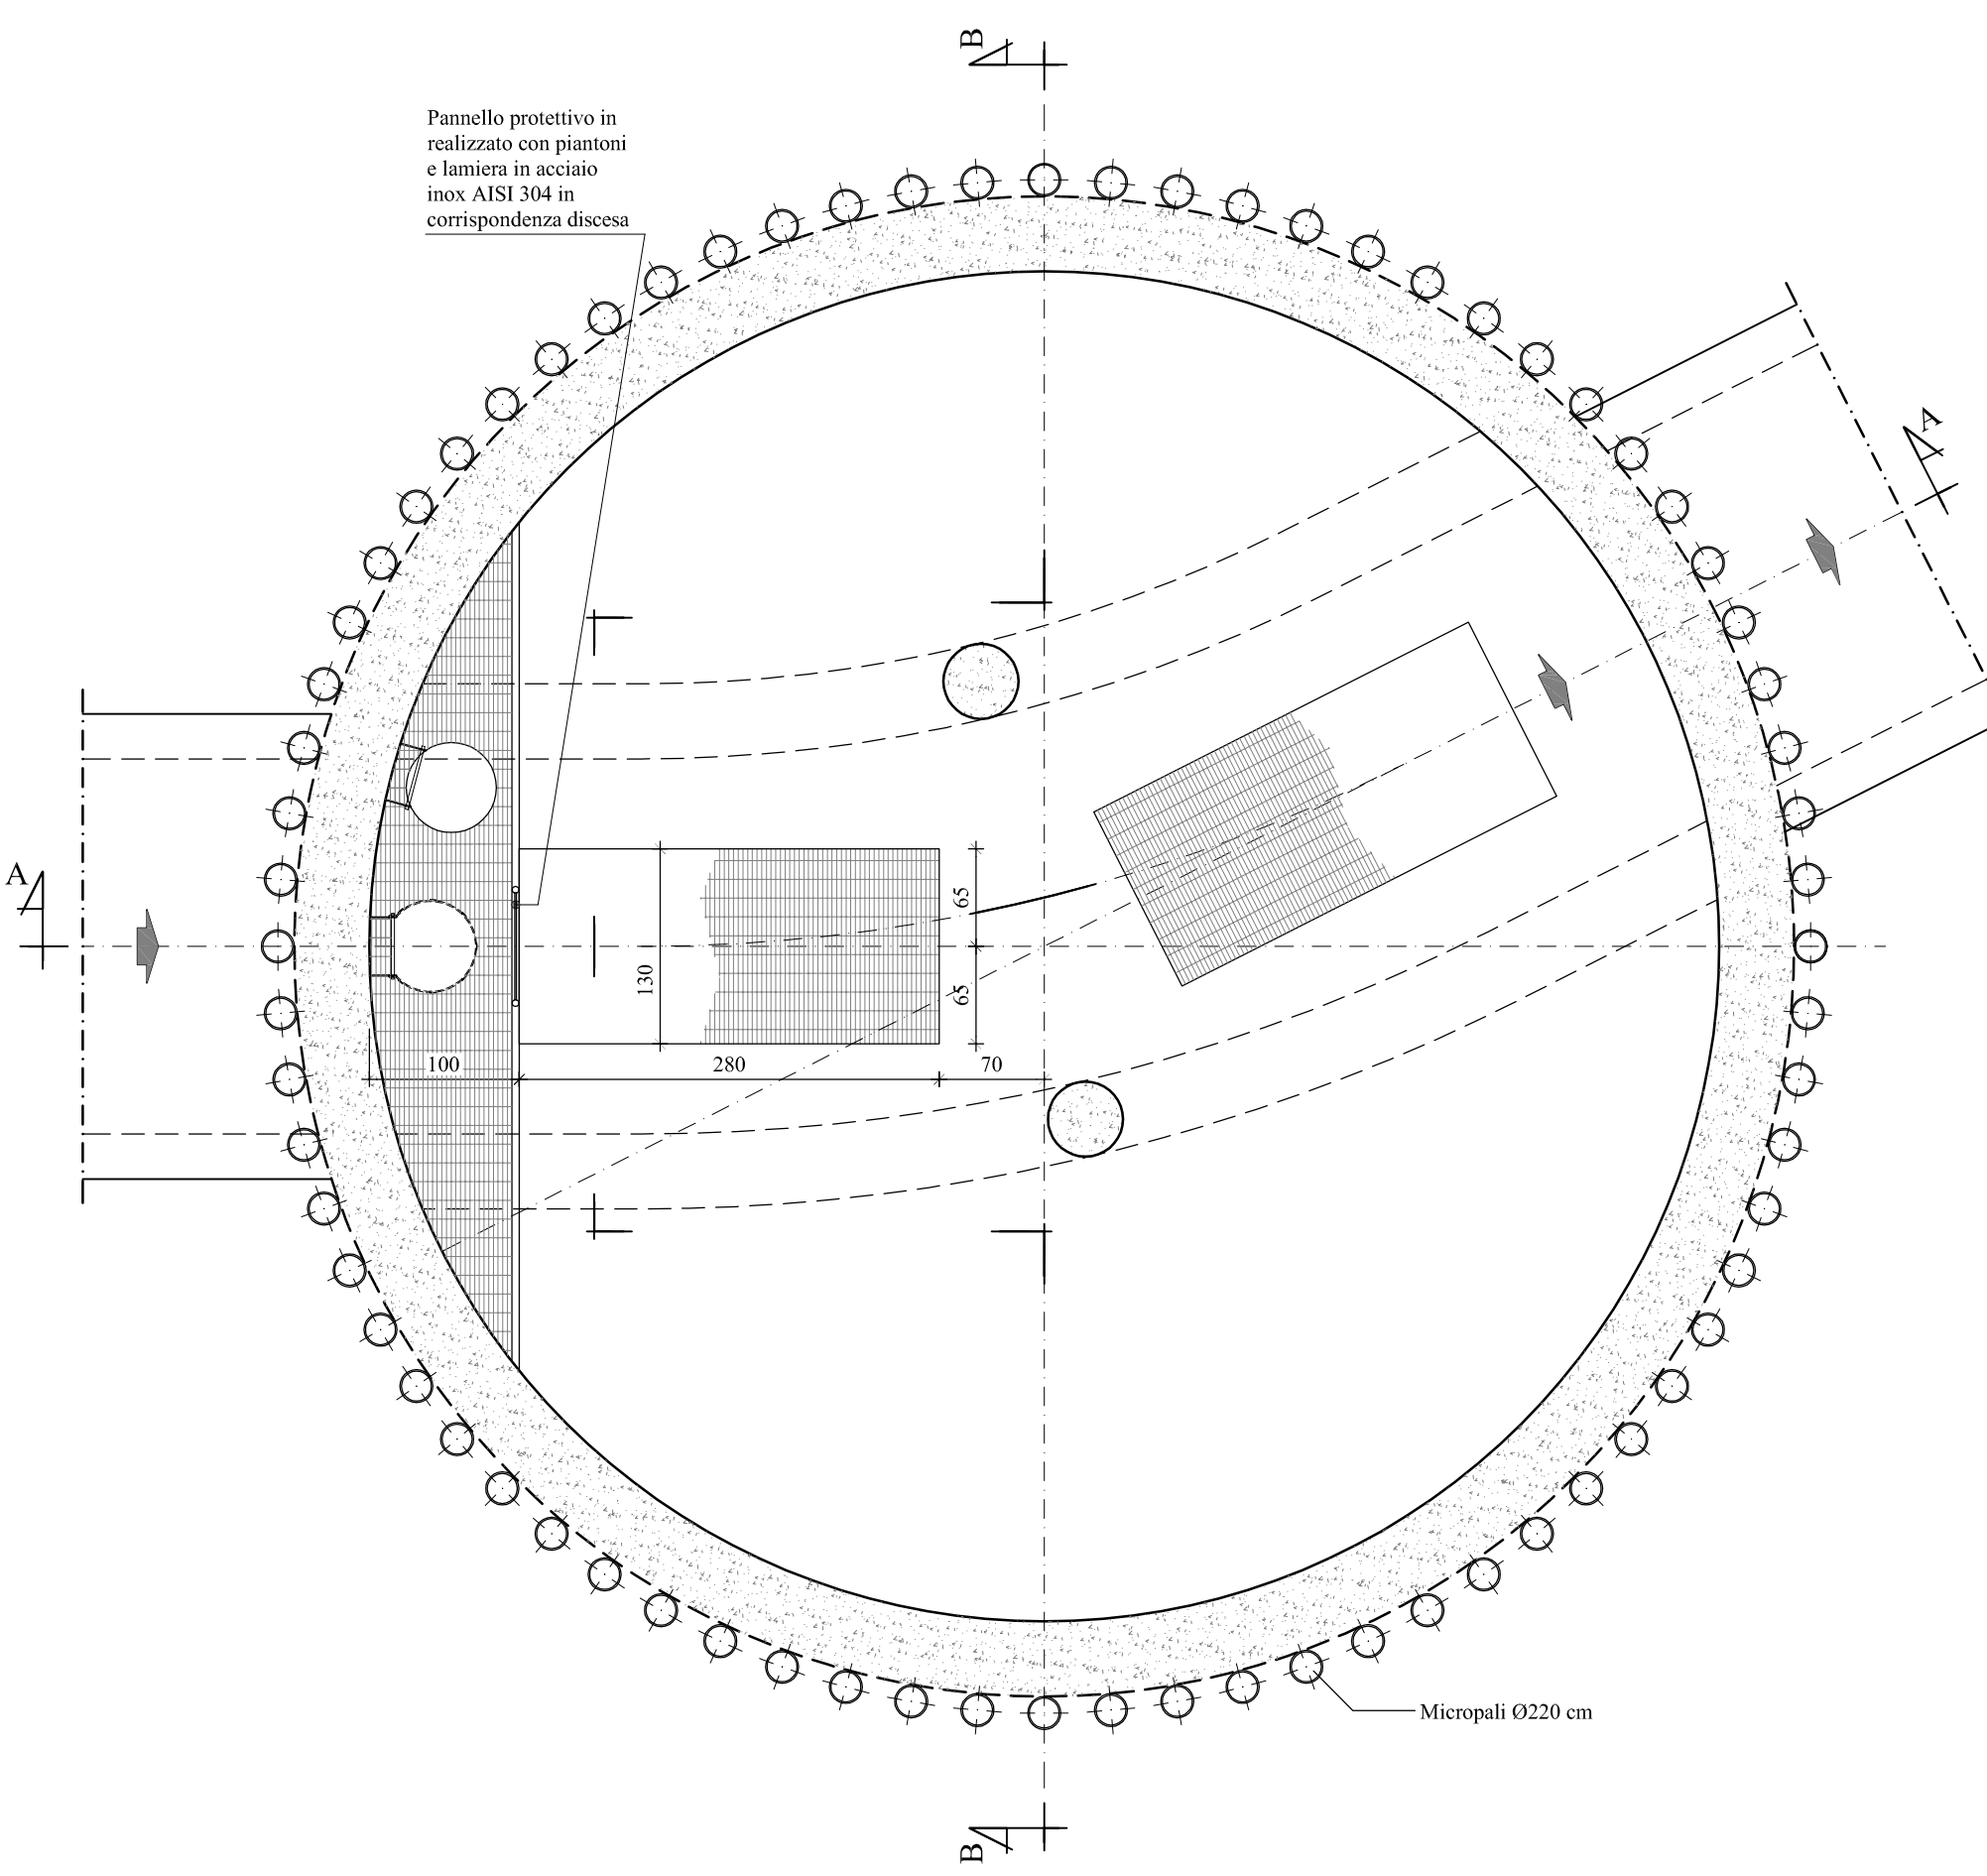 B
Pannello protettivo in
realizzato con piantoni
e lamiera in acciaio
inox AISI 304 in
corrispondenza discesa
A
A
65
130
65
100
280
70
Micropali Ø220 cm
B